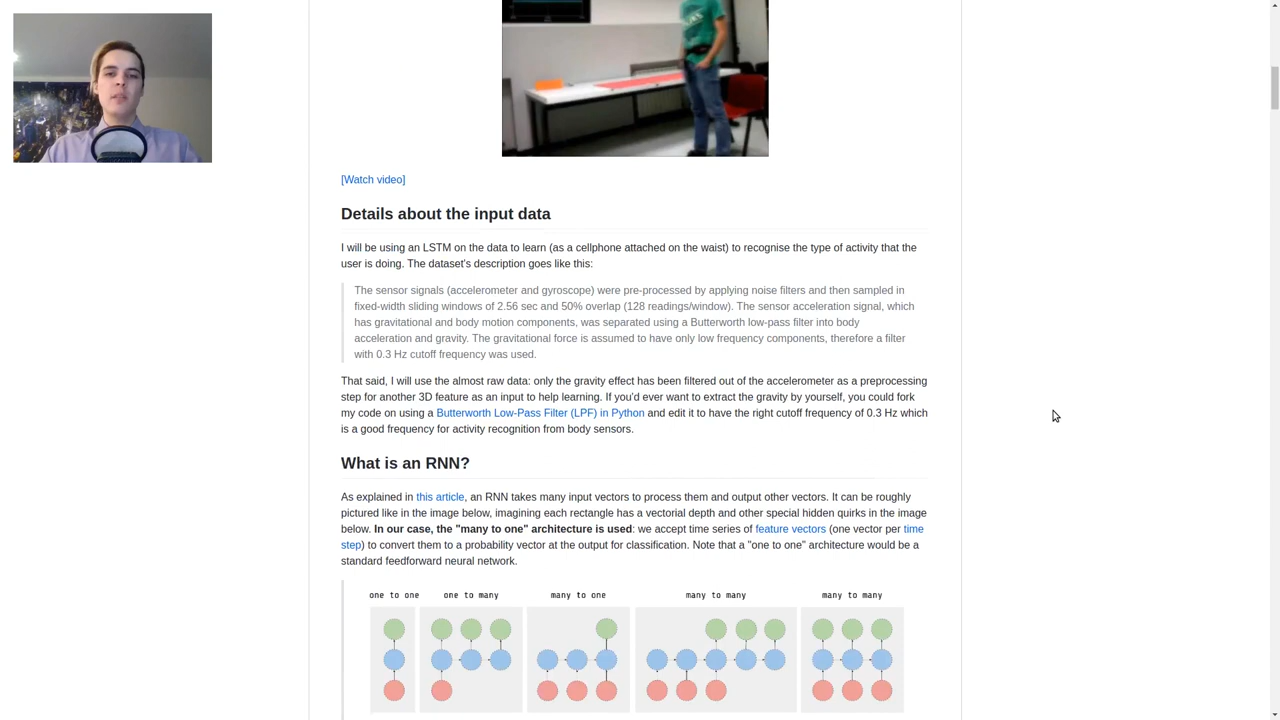 [Watch video]
Details about the input data
I will be using an LSTM on the data to learn (as a cellphone attached on the waist) to recognise the type of activity that the
user is doing. The dataset's description goes like this:
The sensor signals (accelerometer and gyroscope) were pre-processed by applying noise filters and then sampled in
fixed-width sliding windows of 2.56 sec and 50% overlap (128 readings/window). The sensor acceleration signal, which
has gravitational and body motion components, was separated using a Butterworth low-pass filter into body
acceleration and gravity. The gravitational force is assumed to have only low frequency components, therefore a filter
with 0.3 Hz cutoff frequency was used.
That said, I will use the almost raw data: only the gravity effect has been filtered out of the accelerometer as a preprocessing
step for another 3D feature as an input to help learning. If you'd ever want to extract the gravity by yourself, you could fork
my code on using a Butterworth Low-Pass Filter (LPF) in Python and edit it to have the right cutoff frequency of 0.3 Hz which
is a good frequency for activity recognition from body sensors.
What is an RNN?
As explained in this article, an RNN takes many input vectors to process them and output other vectors. It can be roughly
pictured like in the image below, imagining each rectangle has a vectorial depth and other special hidden quirks in the image
below. In our case, the "many to one" architecture is used: we accept time series of feature vectors (one vector per time
step) to convert them to a probability vector at the output for classification. Note that a "one to one" architecture would be a
standard feedforward neural network.
one to one one to many many to one many to many many to many